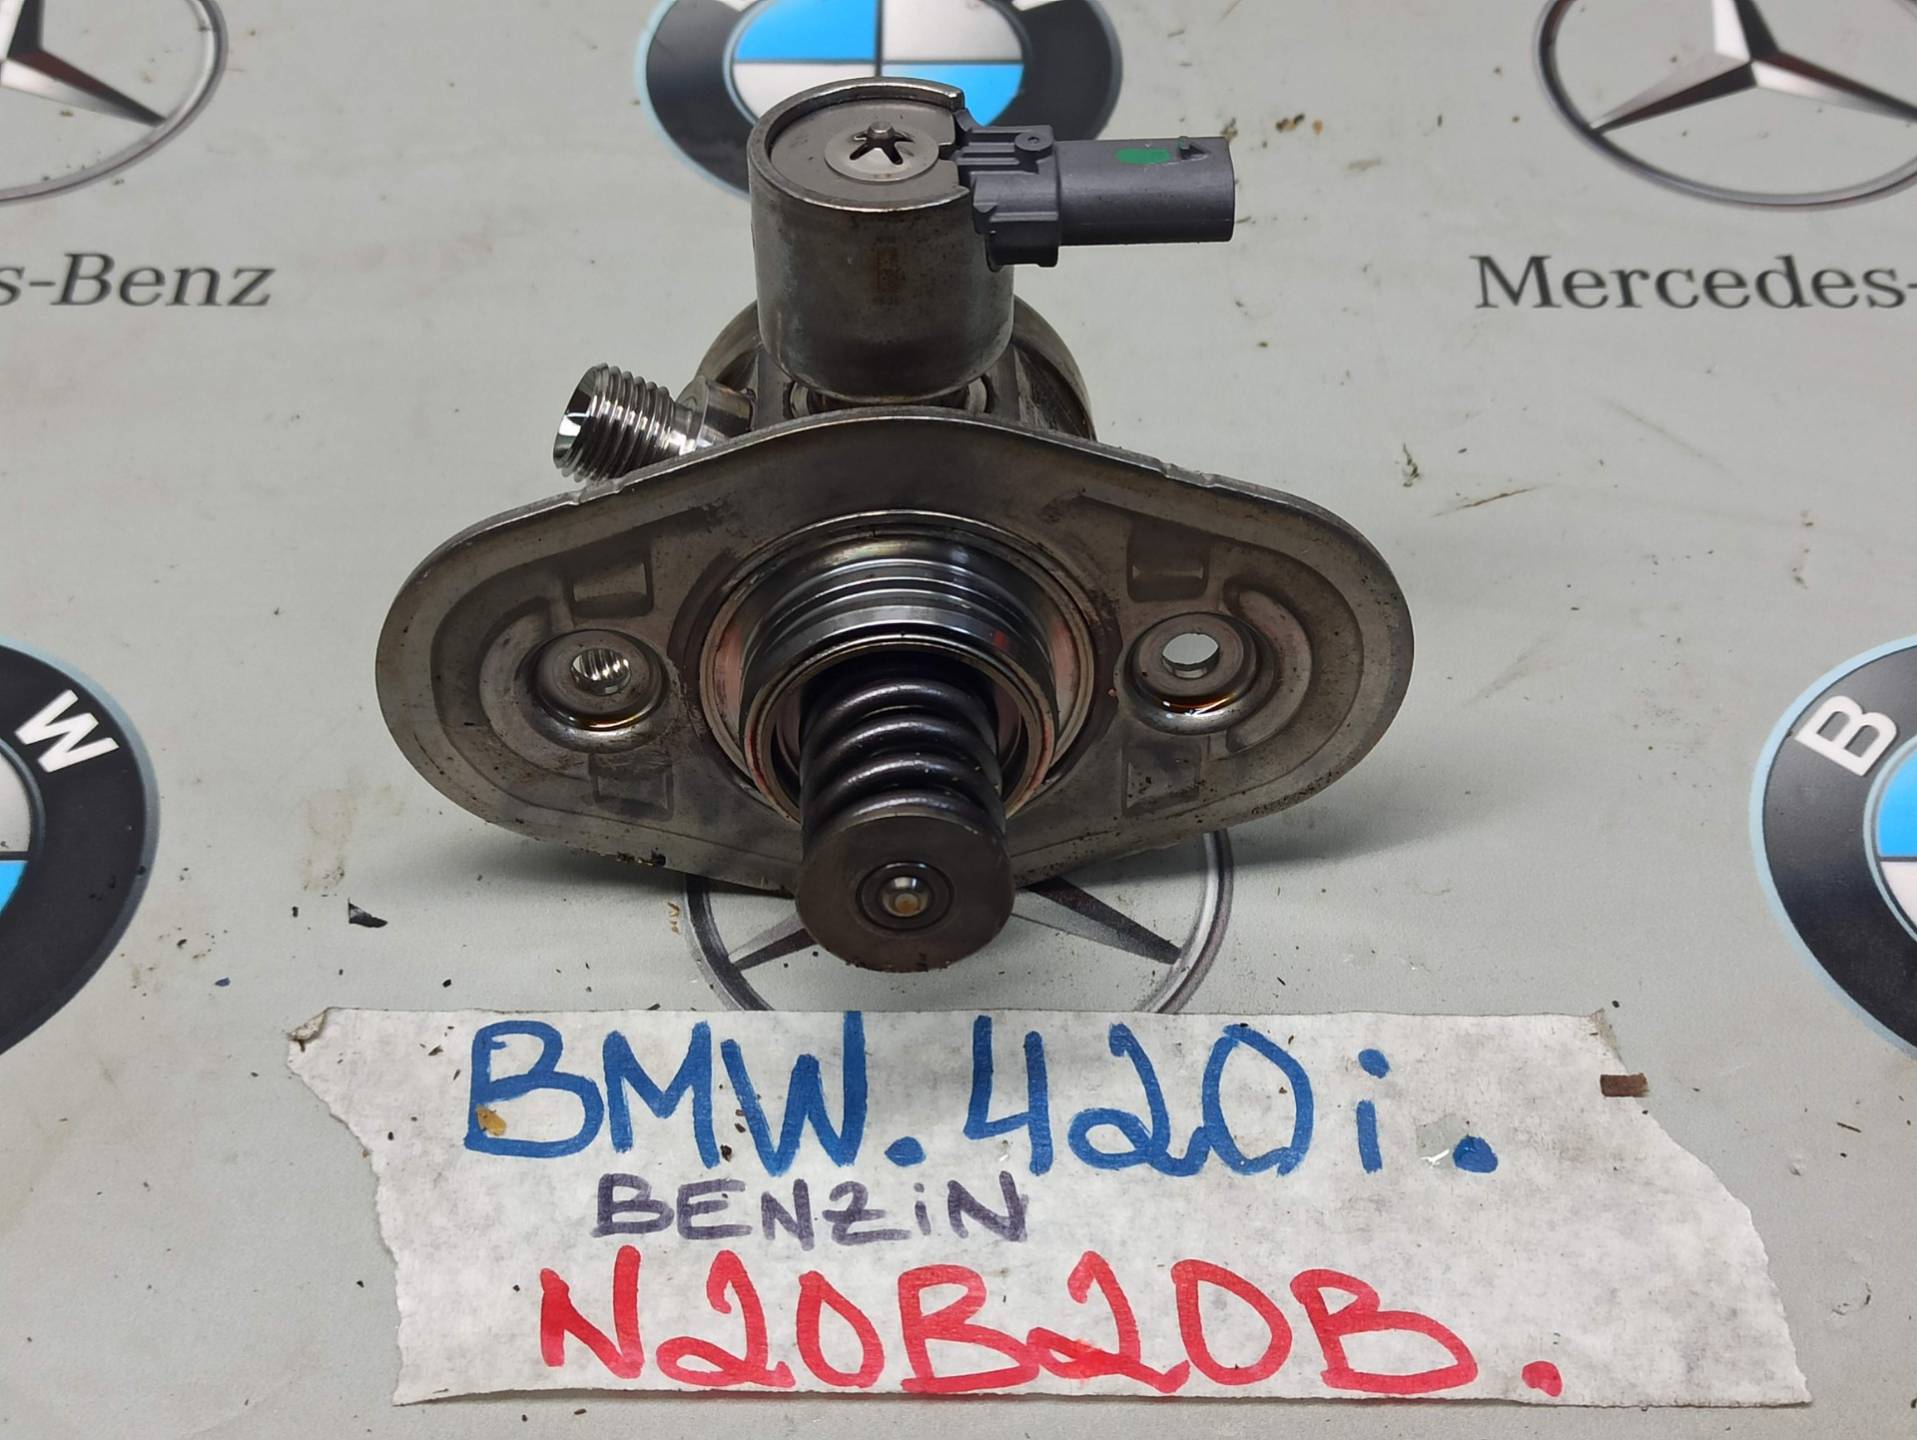 s-Benz
Mercedes-
W
B
BMW.420i.
BENZiN
N20B20B.